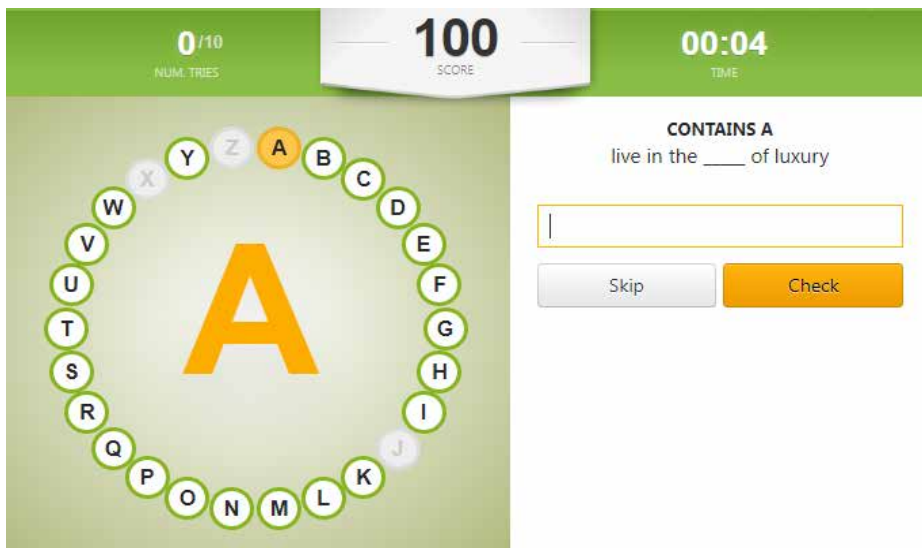 0/10
NUM. TRIES
100
SCORE
00:04
TIME
CONTAINS A
live in the _____ of luxury
Skip
Check
A
A
B
C
D
E
F
G
H
I
J
K
L
M
N
O
P
Q
R
S
T
U
V
W
X
Y
Z